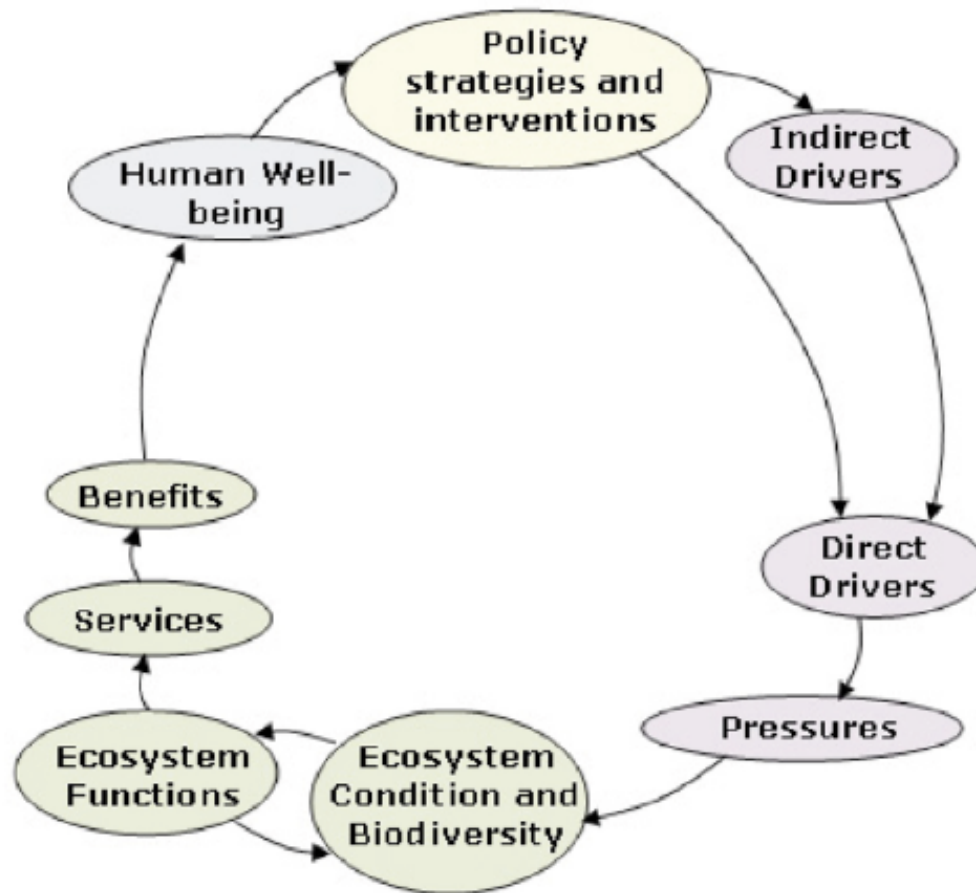 Policy
strategies and
interventions
Indirect
Drivers
Human Well-
being
Benefits
Direct
Drivers
Services
Pressures
Ecosystem
Functions
Ecosystem
Condition and
Biodiversity